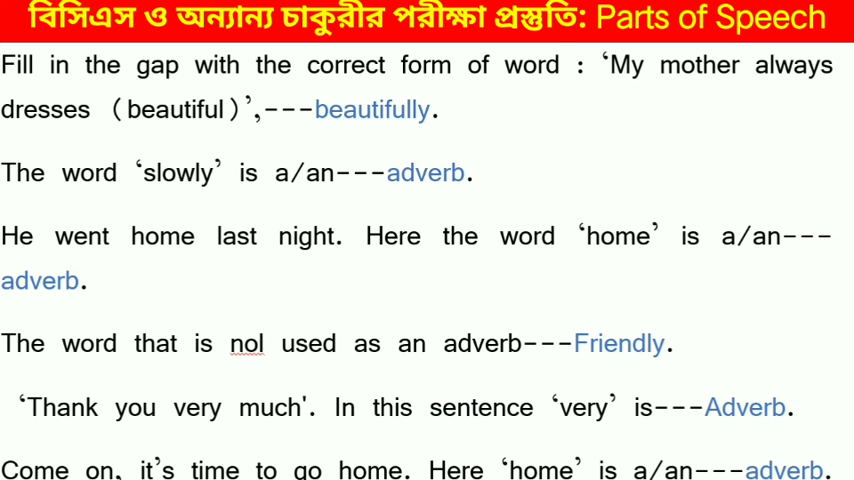 বিসিএস ও অন্যান্য চাকুরীর পরীক্ষা প্রস্তুতি: Parts of Speech
Fill in the gap with the correct form of word : ‘My mother always
dresses (beautiful)’,---beautifully.
The word ‘slowly’ is a/an---adverb.
He went home last night. Here the word ‘home’ is a/an---
adverb.
The word that is nol used as an adverb---Friendly.
‘Thank you very much'. In this sentence ‘very’ is---Adverb.
Come on, it’s time to go home. Here ‘home’ is a/an---adverb.